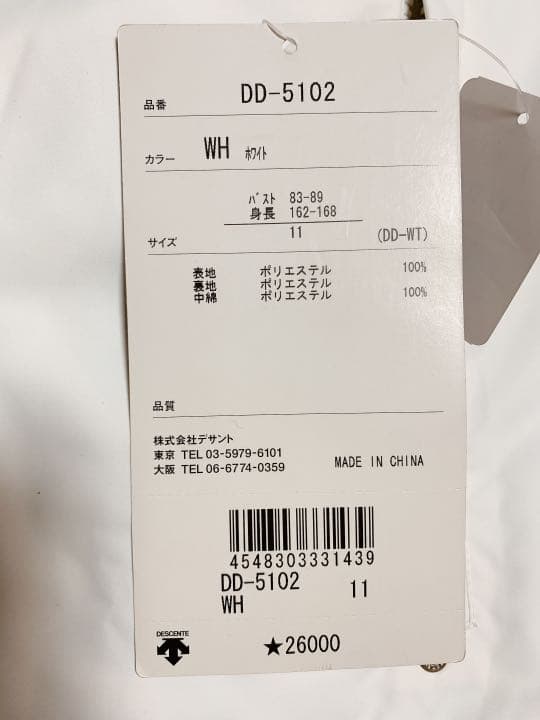 品番 DD-5102
カラー WH ホワイト
バスト 83-89
身長 162-168
サイズ 11 (DD-WT)
表地 ポリエステル 100%
裏地 ポリエステル
中綿 ポリエステル 100%
品質
株式会社デサント
東京 TEL 03-5979-6101
大阪 TEL 06-6774-0359
MADE IN CHINA
4548303331439
DD-5102
WH 11
DESCENTE
★26000